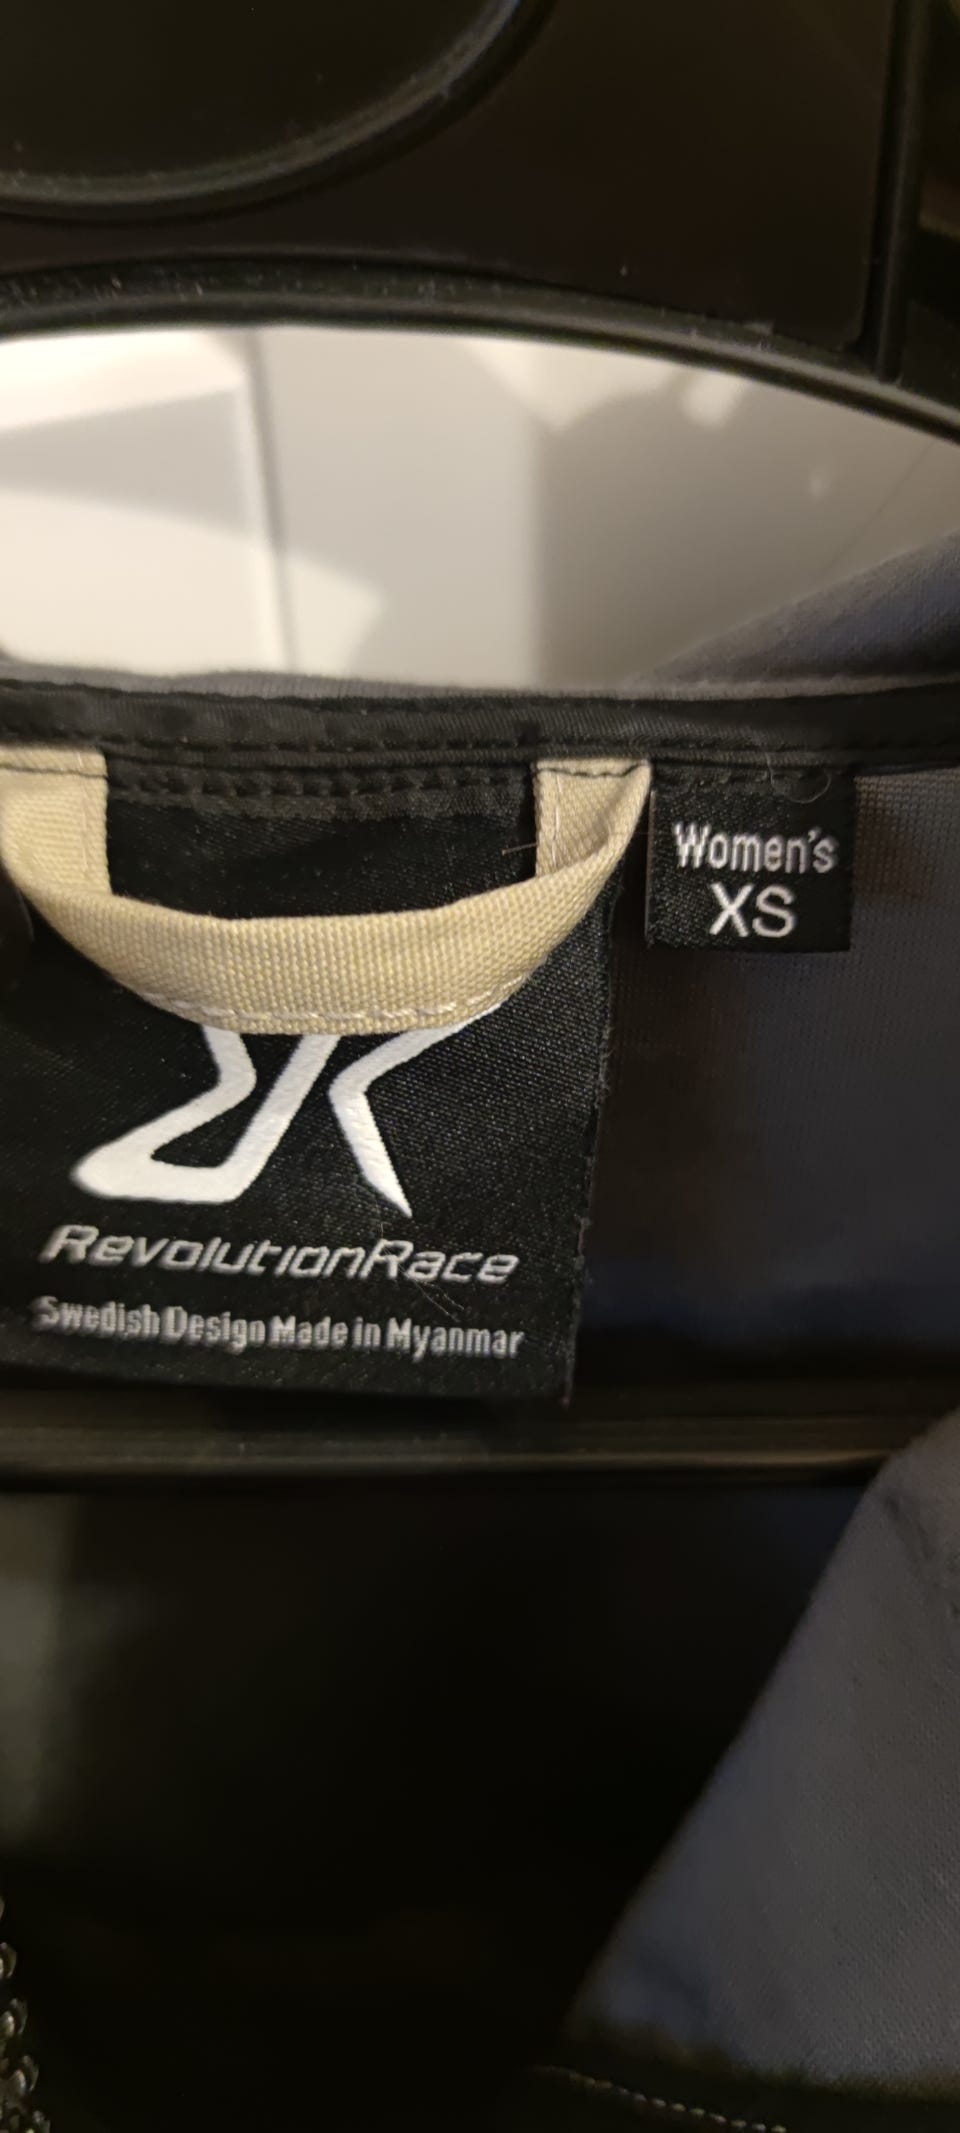 Women's
XS
RevolutionRace
Swedish Design Made in Myanmar